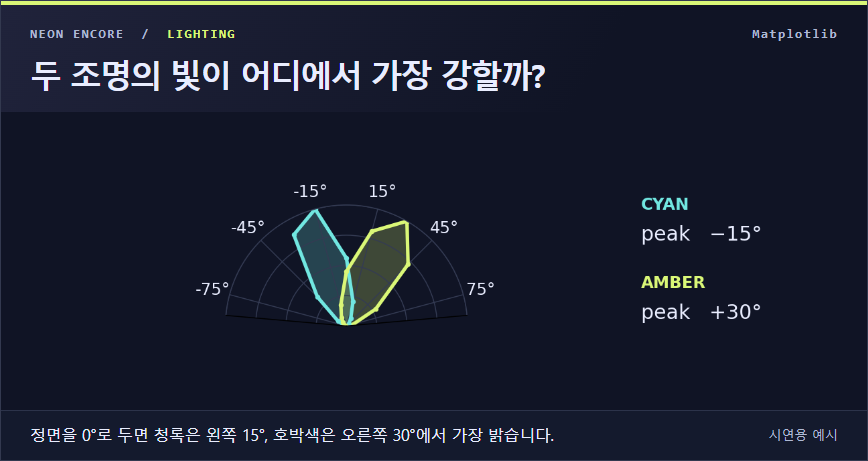 NEON ENCORE / LIGHTING
Matplotlib
두 조명의 빛이 어디에서 가장 강할까?
-15° 15°
-45° 45°
-75° 75°
CYAN
peak −15°
AMBER
peak +30°
정면을 0°로 두면 청록은 왼쪽 15°, 호박색은 오른쪽 30°에서 가장 밝습니다.
시연용 예시